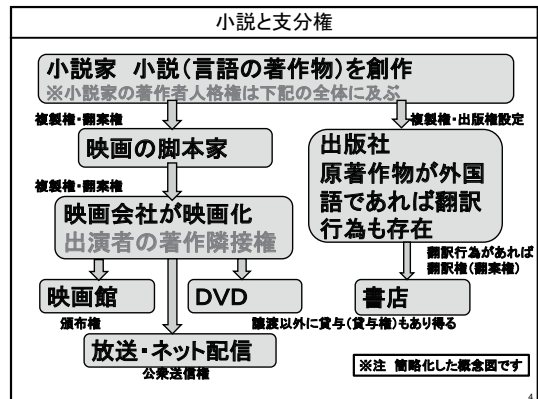 小説と支分権
小説家 小説(言語の著作物)を創作
※小説家の著作者人格権は下記の全体に及ぶ
複製権・翻案権
複製権・出版権設定
映画の脚本家
出版社
原著作物が外国
語であれば翻訳
行為も存在
複製権・翻案権
映画会社が映画化
出演者の著作隣接権
翻訳行為があれば
翻訳権(翻案権)
映画館
DVD
書店
頒布権
譲渡以外に貸与(貸与権)もあり得る
放送・ネット配信
公衆送信権
※注 簡略化した概念図です
4